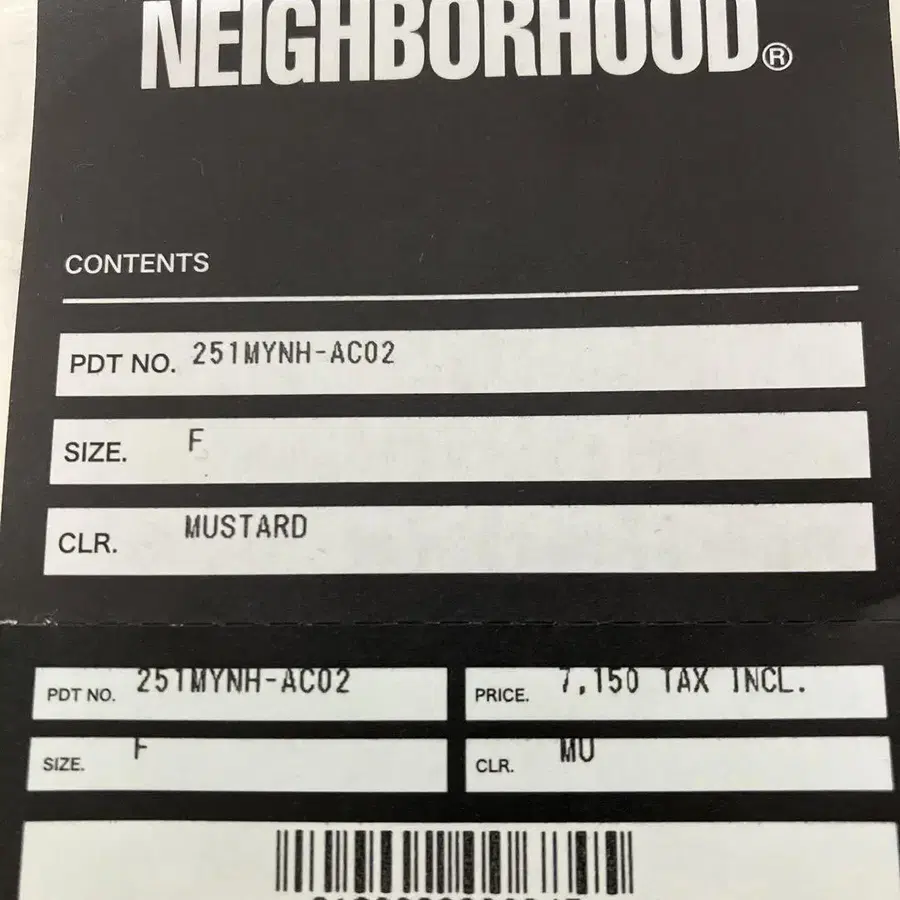 NEIGHBORHOOD®
CONTENTS
PDT NO. 251MYNH-AC02
SIZE. F
CLR. MUSTARD
PDT NO. 251MYNH-AC02 PRICE. 7,150 TAX INCL.
SIZE. F CLR. MU